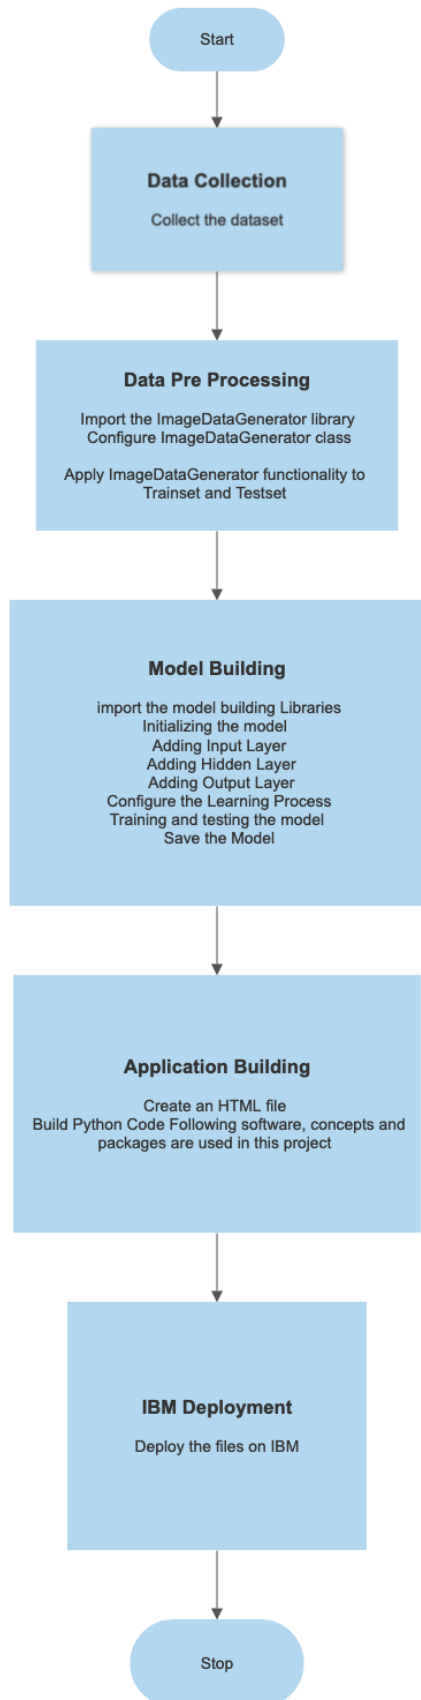 Start
Data Collection
Collect the dataset
Data Pre Processing
Import the ImageDataGenerator library
Configure ImageDataGenerator class
Apply ImageDataGenerator functionality to
Trainset and Testset
Model Building
import the model building Libraries
Initializing the model
Adding Input Layer
Adding Hidden Layer
Adding Output Layer
Configure the Learning Process
Training and testing the model
Save the Model
Application Building
Create an HTML file
Build Python Code Following software, concepts and
packages are used in this project
IBM Deployment
Deploy the files on IBM
Stop